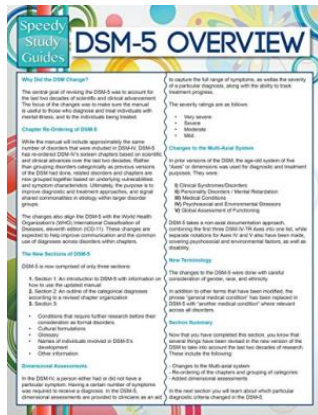 Speedy
Study
Guides
DSM-5 OVERVIEW
Why Did the DSM Change?
The central goal of revising the DSM-5 was to account for
the last two decades of scientific and clinical advancement.
The focus of the changes was to make sure the manual
is useful to those who diagnose and treat individuals with
mental-illness, and to the individuals being treated.
Chapter Re-Ordering of DSM-5
While the manual will include approximately the same
number of disorders that were included in DSM-IV, DSM-5
has re-ordered DSM-IV's sixteen chapters based on scientific
and clinical advances over the last two decades. Rather
than grouping disorders categorically as previous versions
of the DSM had done, related disorders and chapters are
now grouped together based on underlying vulnerabilities
and symptom characteristics. Ultimately, the purpose is to
improve diagnostic and treatment approaches, and signal
shared commonalities in etiology within larger disorder
groups.
The changes also align the DSM-5 with the World Health
Organization's (WHO) International Classification of
Diseases, eleventh edition (ICD-11). These changes are
expected to help improve communication and the common
use of diagnoses across disorders within chapters.
The New Sections of DSM-5
DSM-5 is now comprised of only three sections:
1. Section 1: An introduction to DSM-5 with information on
how to use the updated manual
2. Section 2: An outline of the categorical diagnoses
according to a revised chapter organization
3. Section 3:
• Conditions that require further research before their
consideration as formal disorders
• Cultural formulations
• Glossary
• Names of individuals involved in DSM-5's
development
• Other information
Dimensional Assessments
In the DSM-IV, a person either had or did not have a
particular symptom. Having a certain number of symptoms
was required to receive a diagnosis. In the DSM-5,
dimensional assessments are provided to clinicians as an aid
to capture the full range of symptoms, as well as the severity
of a particular diagnosis, along with the ability to track
treatment progress.
The severity ratings are as follows:
• Very severe
• Severe
• Moderate
• Mild
Changes to the Multi-Axial System
In prior versions of the DSM, the age-old system of five
"Axes" or dimensions was used for diagnostic and treatment
purposes. They were:
I) Clinical Syndromes/Disorders
II) Personality Disorders / Mental Retardation
III) Medical Conditions
IV) Psychosocial and Environmental Stressors
V) Global Assessment of Functioning
DSM-5 takes a non-axial documentation approach,
combining the first three DSM-IV-TR Axes into one list, while
separate notations for Axes IV and V also have been made,
covering psychosocial and environmental factors, as well as
disability.
New Terminology
The changes to the DSM-5 were done with careful
consideration of gender, race, and ethnicity.
In addition to other terms that have been modified, the
phrase "general medical condition" has been replaced in
DSM-5 with "another medical condition" where relevant
across all disorders.
Section Summary
Now that you have completed this section, you know that
several things have been revised in the new version of the
DSM to take into account the last two decades of research.
These include the following:
- Changes to the Multi-axial system
- Re-ordering of the chapters and grouping of categories
- Added dimensional assessments
In the next section you will learn about which particular
diagnostic criteria changed in the DSM-5.